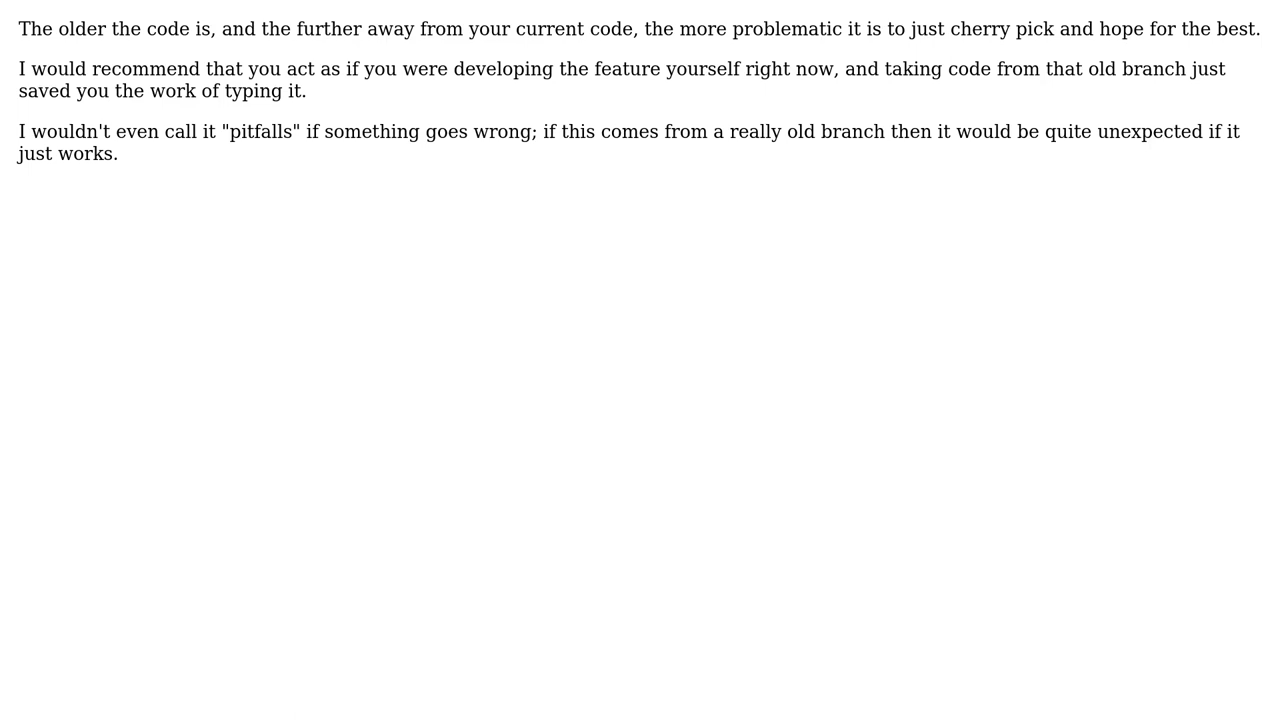 The older the code is, and the further away from your current code, the more problematic it is to just cherry pick and hope for the best.
I would recommend that you act as if you were developing the feature yourself right now, and taking code from that old branch just
saved you the work of typing it.
I wouldn't even call it "pitfalls" if something goes wrong; if this comes from a really old branch then it would be quite unexpected if it
just works.